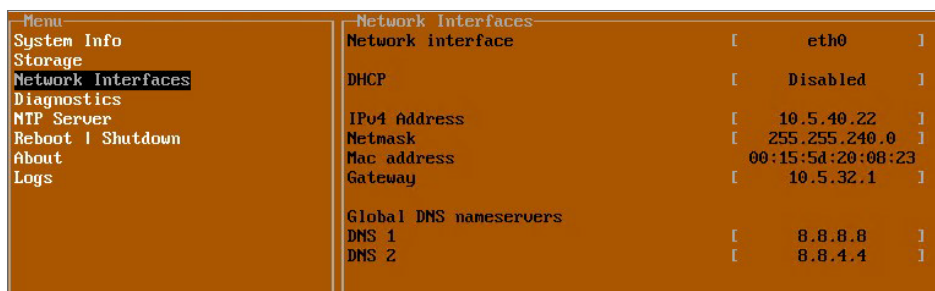 Menu
System Info
Storage
Network Interfaces
Diagnostics
NTP Server
Reboot | Shutdown
About
Logs
Network Interfaces
Network interface [ eth0 ]
DHCP [ Disabled ]
IPv4 Address [ 10.5.40.22 ]
Netmask [ 255.255.240.0 ]
Mac address 00:15:5d:20:08:23
Gateway [ 10.5.32.1 ]
Global DNS nameservers
DNS 1 [ 8.8.8.8 ]
DNS 2 [ 8.8.4.4 ]